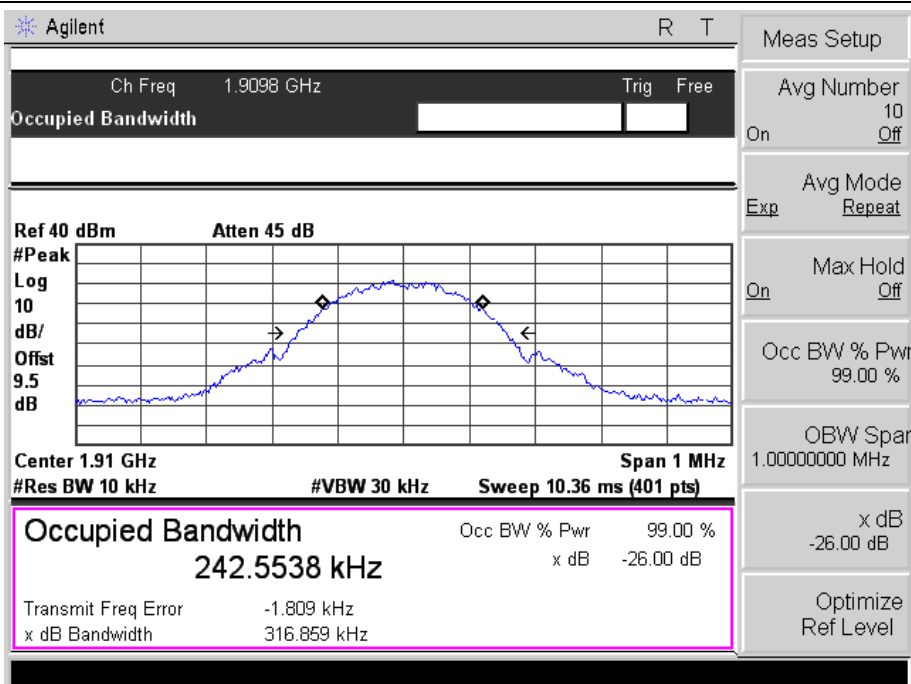 Agilent R T
Ch Freq 1.9098 GHz Trig Free
Occupied Bandwidth
Ref 40 dBm Atten 45 dB
#Peak
Log
10
dB/
Offst
9.5
dB
Center 1.91 GHz Span 1 MHz
#Res BW 10 kHz #VBW 30 kHz Sweep 10.36 ms (401 pts)
Occupied Bandwidth Occ BW % Pwr 99.00 %
242.5538 kHz x dB -26.00 dB
Transmit Freq Error -1.809 kHz
x dB Bandwidth 316.859 kHz
Meas Setup
Avg Number
10
On Off
Avg Mode
Exp Repeat
Max Hold
On Off
Occ BW % Pwr
99.00 %
OBW Span
1.00000000 MHz
x dB
-26.00 dB
Optimize
Ref Level